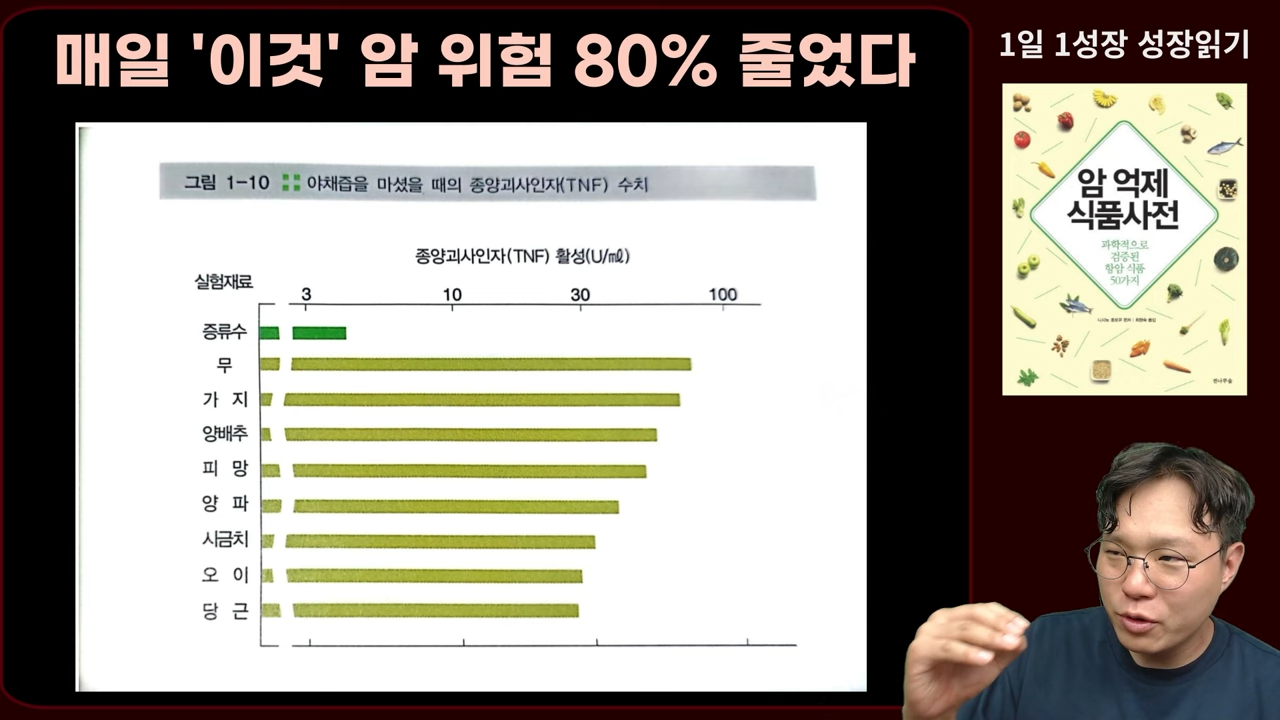 매일 '이것' 암 위험 80% 줄었다
1일 1성장 성장읽기
그림 1-10 야채즙을 마셨을 때의 종양괴사인자(TNF) 수치
종양괴사인자(TNF) 활성(U/㎖)
실험재료
3 10 30 100
증류수
무
가 지
양배추
피 망
양 파
시금치
오 이
당 근
암 억제
식품사전
과학적으로
검증된
항암 식품
50가지
전나무숲